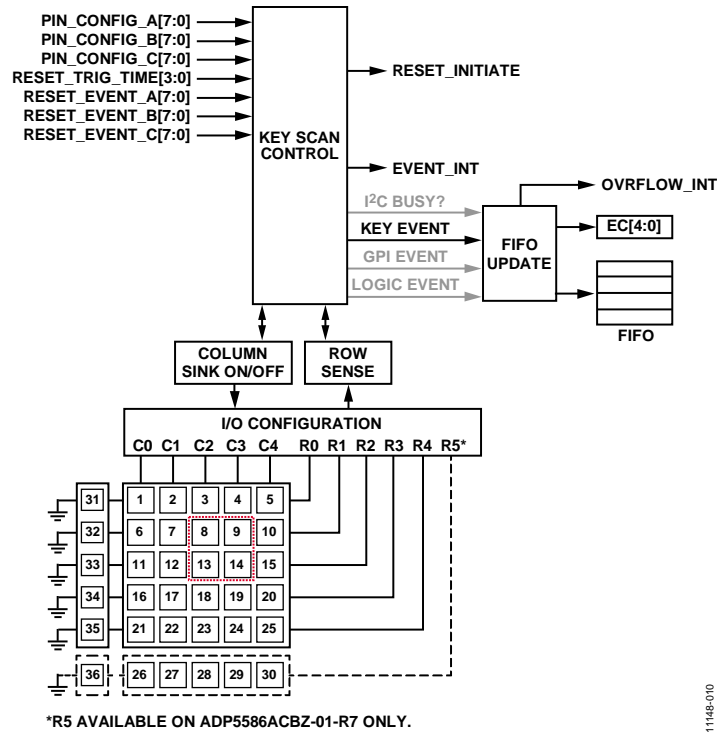 PIN_CONFIG_A[7:0]
PIN_CONFIG_B[7:0]
PIN_CONFIG_C[7:0]
RESET_TRIG_TIME[3:0]
RESET_EVENT_A[7:0]
RESET_EVENT_B[7:0]
RESET_EVENT_C[7:0]
KEY SCAN
CONTROL
RESET_INITIATE
EVENT_INT
I2C BUSY?
KEY EVENT
GPI EVENT
LOGIC EVENT
FIFO
UPDATE
OVRFLOW_INT
EC[4:0]
FIFO
COLUMN
SINK ON/OFF
ROW
SENSE
I/O CONFIGURATION
C0 C1 C2 C3 C4 R0 R1 R2 R3 R4 R5*
31 1 2 3 4 5
32 6 7 8 9 10
33 11 12 13 14 15
34 16 17 18 19 20
35 21 22 23 24 25
36 26 27 28 29 30
*R5 AVAILABLE ON ADP5586ACBZ-01-R7 ONLY.
11148-010